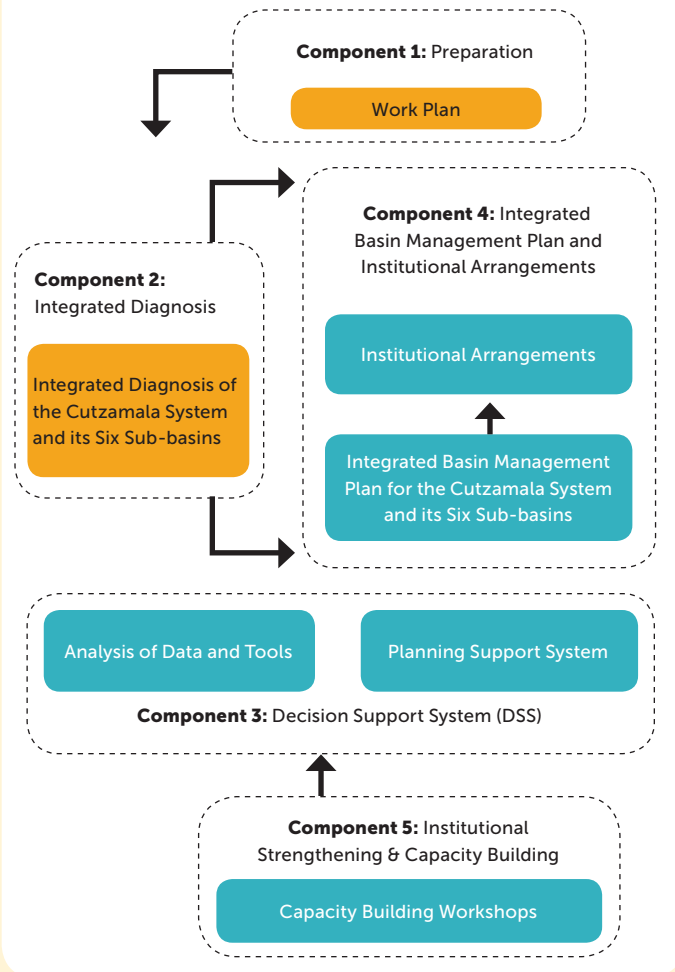 Component 1: Preparation
Work Plan
Component 4: Integrated
Basin Management Plan and
Institutional Arrangements
Component 2:
Integrated Diagnosis
Institutional Arrangements
Integrated Diagnosis of
the Cutzamala System
and its Six Sub-basins
Integrated Basin Management
Plan for the Cutzamala System
and its Six Sub-basins
Analysis of Data and Tools
Planning Support System
Component 3: Decision Support System (DSS)
Component 5: Institutional
Strengthening & Capacity Building
Capacity Building Workshops